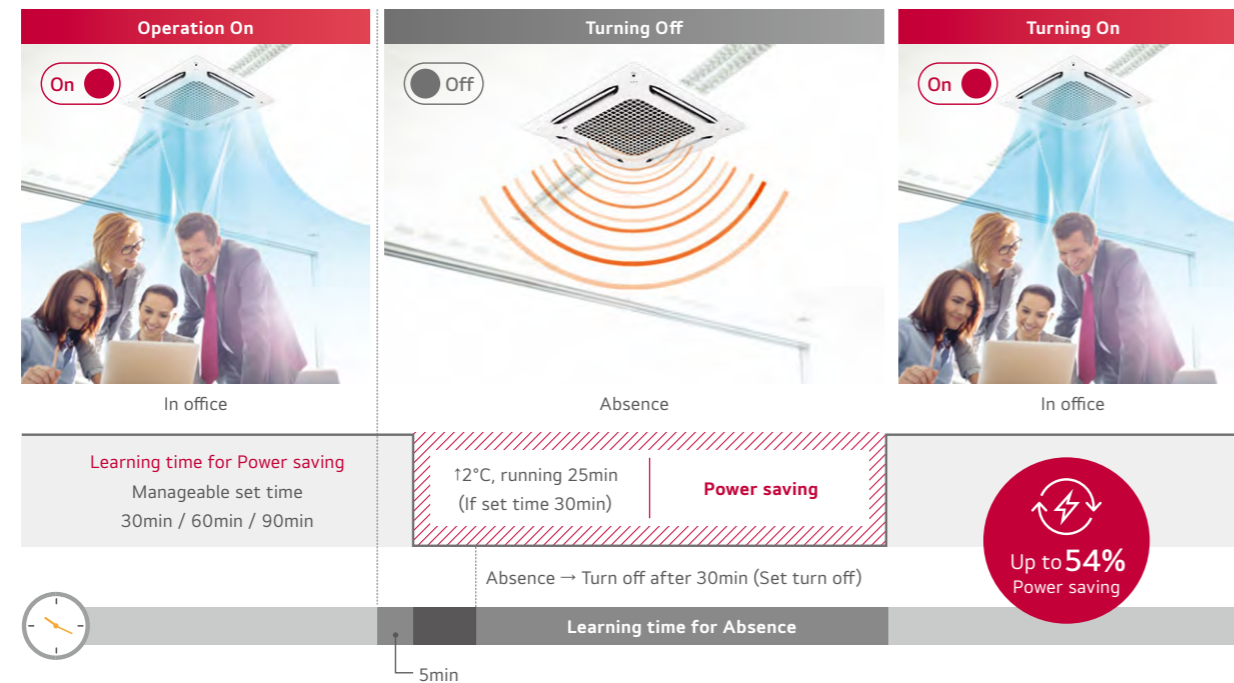 Operation On
Turning Off
Turning On
On
Off
On
In office
Absence
In office
Learning time for Power saving
Manageable set time
30min / 60min / 90min
↑2°C, running 25min
(If set time 30min)
Power saving
Up to 54%
Power saving
Absence → Turn off after 30min (Set turn off)
Learning time for Absence
5min